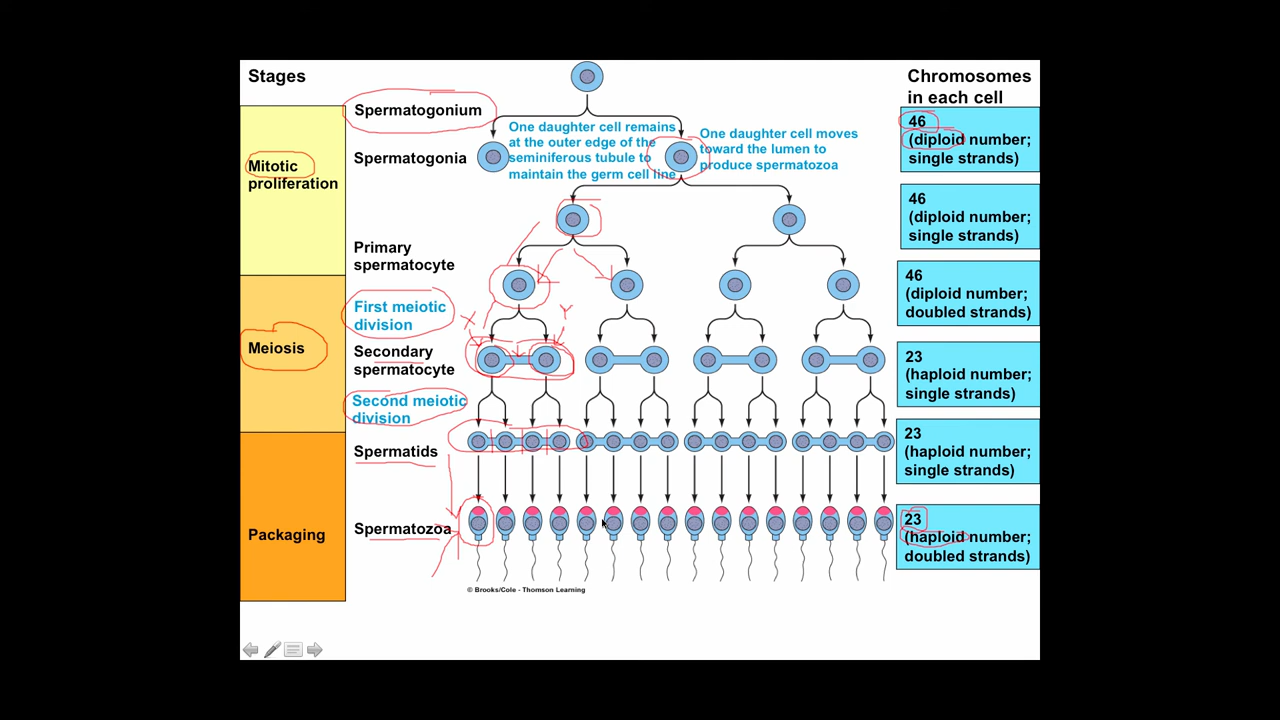 Stages
Chromosomes
in each cell
Spermatogonium
46
(diploid number;
single strands)
One daughter cell remains
at the outer edge of the
seminiferous tubule to
maintain the germ cell line
One daughter cell moves
toward the lumen to
produce spermatozoa
Mitotic
proliferation
Spermatogonia
46
(diploid number;
single strands)
Primary
spermatocyte
46
(diploid number;
doubled strands)
First meiotic
division
X
Y
Meiosis
Secondary
spermatocyte
23
(haploid number;
single strands)
Second meiotic
division
Spermatids
23
(haploid number;
single strands)
Packaging
Spermatozoa
23
(haploid number;
doubled strands)
© Brooks/Cole - Thomson Learning